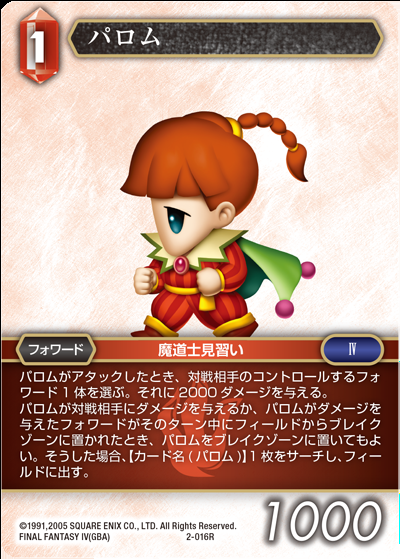 1
パロム
フォワード
魔道士見習い
Ⅳ
パロムがアタックしたとき、対戦相手のコントロールするフォ
ワード1体を選ぶ。それに2000ダメージを与える。
パロムが対戦相手にダメージを与えるか、パロムがダメージを
与えたフォワードがそのターン中にフィールドからブレイク
ゾーンに置かれたとき、パロムをブレイクゾーンに置いてもよ
い。そうした場合、【カード名(パロム)】1枚をサーチし、フィー
ルドに出す。
©1991,2005 SQUARE ENIX CO., LTD. All Rights Reserved.
FINAL FANTASY IV(GBA)
2-016R
1000